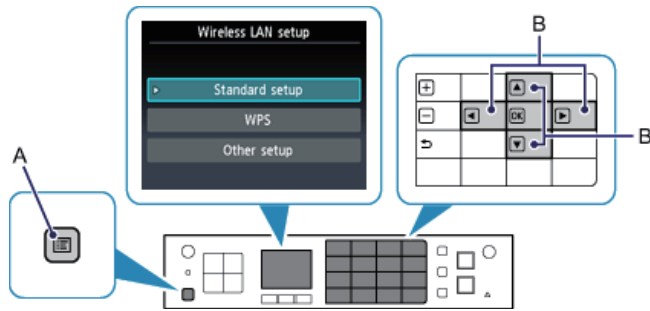 Wireless LAN setup
Standard setup
WPS
Other setup
A
B
B
OK